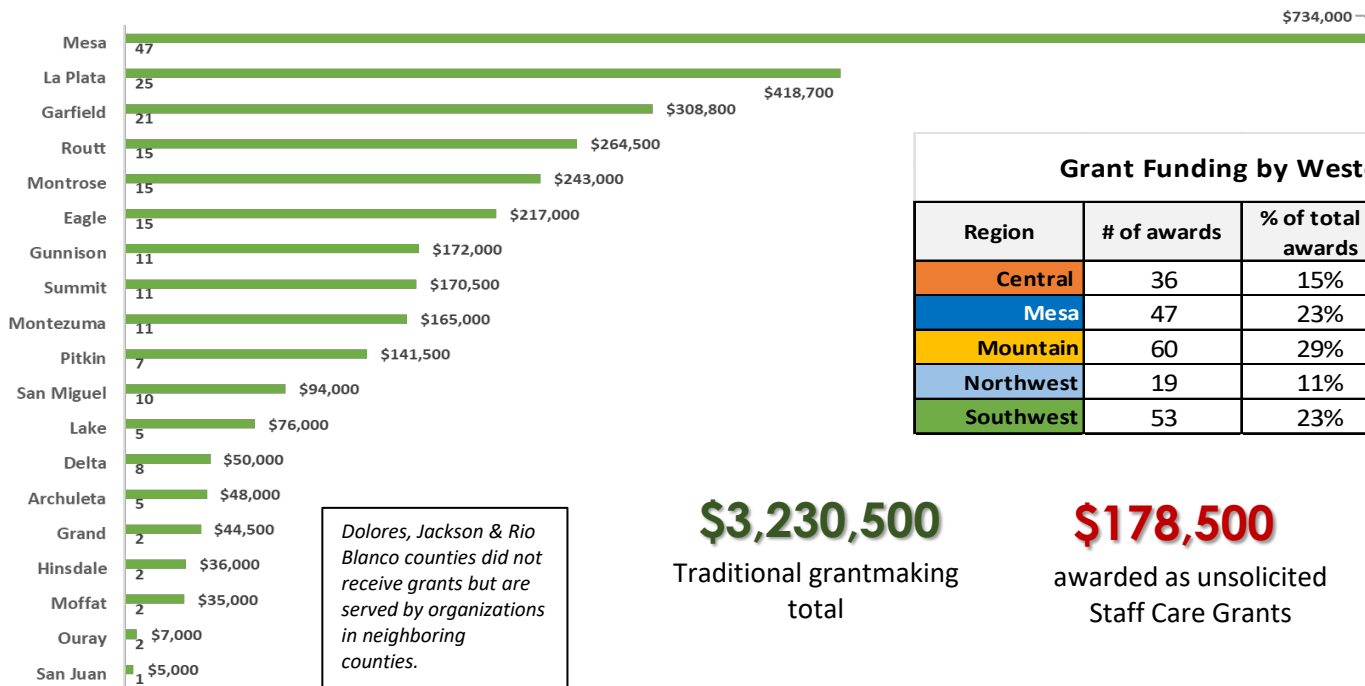 $734,000
Mesa 47
La Plata 25 $418,700
Garfield 21 $308,800
Routt 15 $264,500
Montrose 15 $243,000
Eagle 15 $217,000
Gunnison 11 $172,000
Summit 11 $170,500
Montezuma 11 $165,000
Pitkin 7 $141,500
San Miguel 10 $94,000
Lake 5 $76,000
Delta 8 $50,000
Archuleta 5 $48,000
Grand 2 $44,500
Hinsdale 2 $36,000
Moffat 2 $35,000
Ouray 2 $7,000
San Juan 1 $5,000
Grant Funding by West
Region # of awards % of total
awards
Central 36 15%
Mesa 47 23%
Mountain 60 29%
Northwest 19 11%
Southwest 53 23%
Dolores, Jackson & Rio
Blanco counties did not
receive grants but are
served by organizations
in neighboring
counties.
$3,230,500
Traditional grantmaking
total
$178,500
awarded as unsolicited
Staff Care Grants